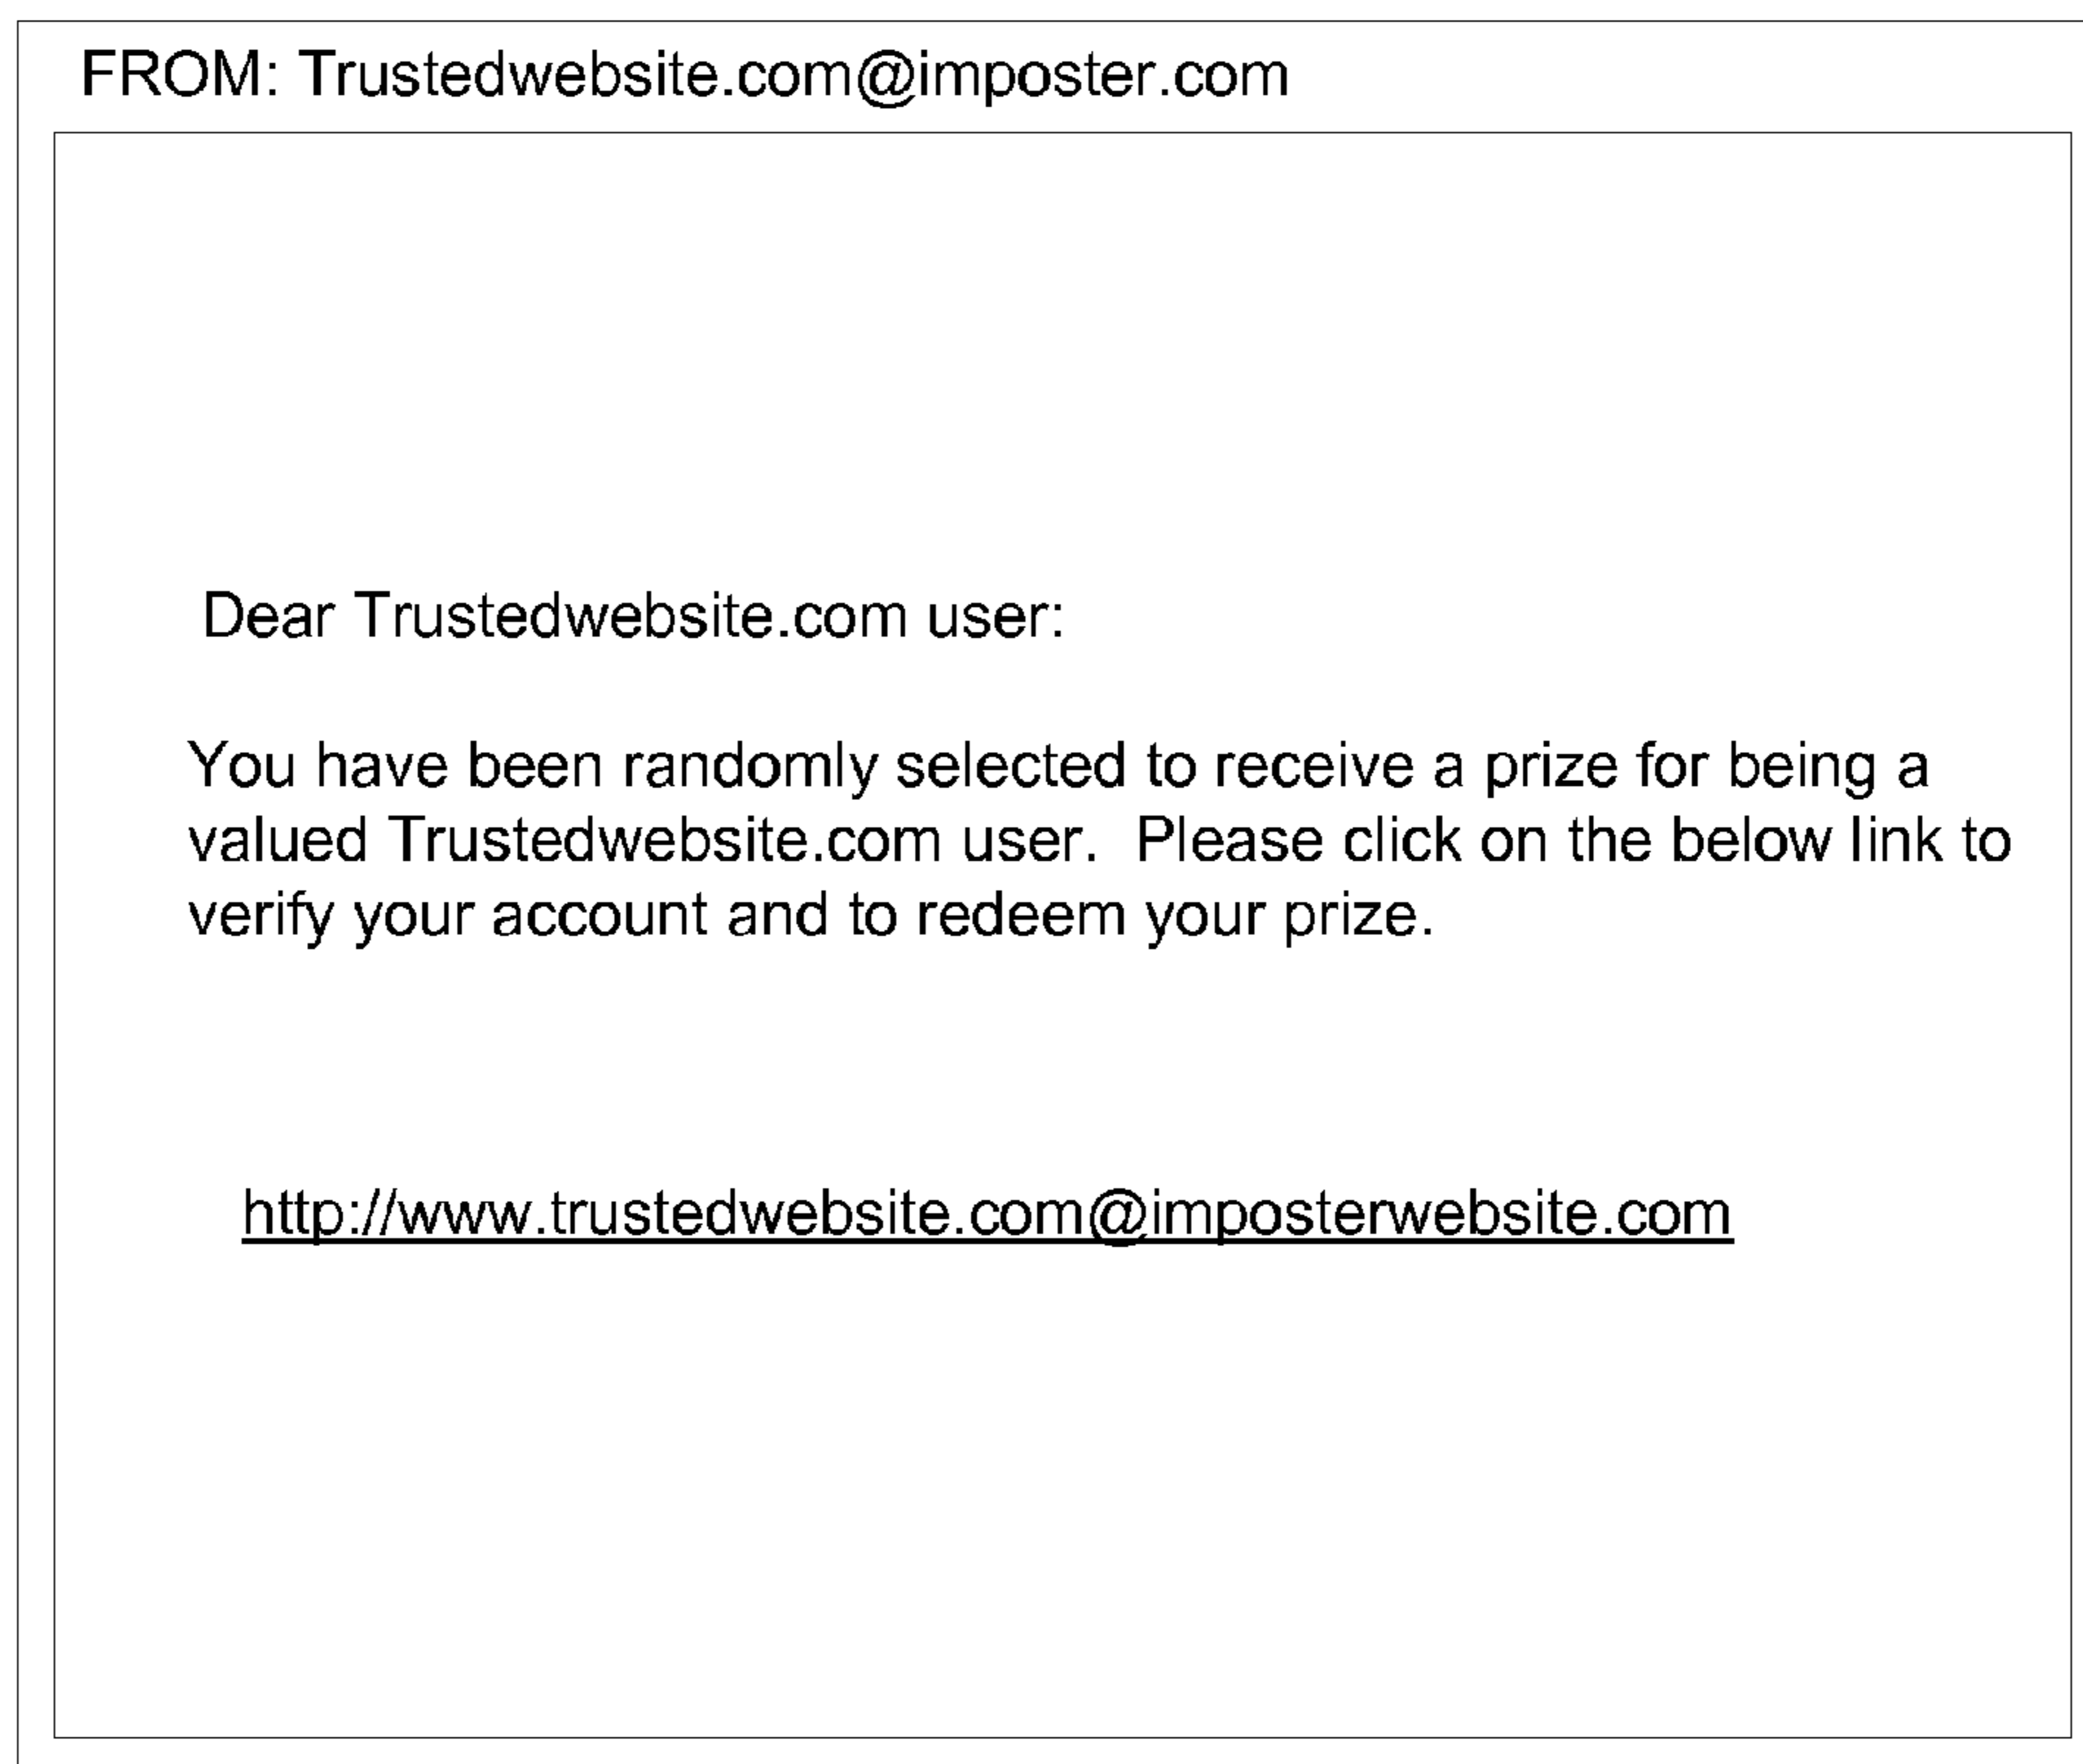 FROM: Trustedwebsite.com@imposter.com
Dear Trustedwebsite.com user:
You have been randomly selected to receive a prize for being a
valued Trustedwebsite.com user.  Please click on the below link to
verify your account and to redeem your prize.
http://www.trustedwebsite.com@imposterwebsite.com